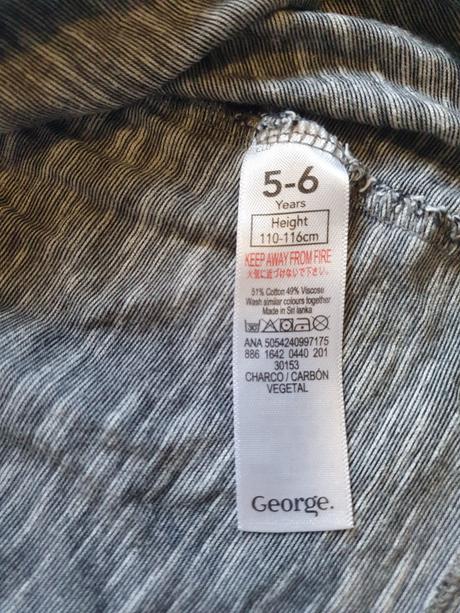 5-6
Years
Height
110-116cm
KEEP AWAY FROM FIRE
火気に近づけないで下さい。
51% Cotton 49% Viscose
Wash similar colours together
Made in Sri lanka
ANA 5054240997175
886 1642 0440 201
30153
CHARCO / CARBÓN
VEGETAL
George.